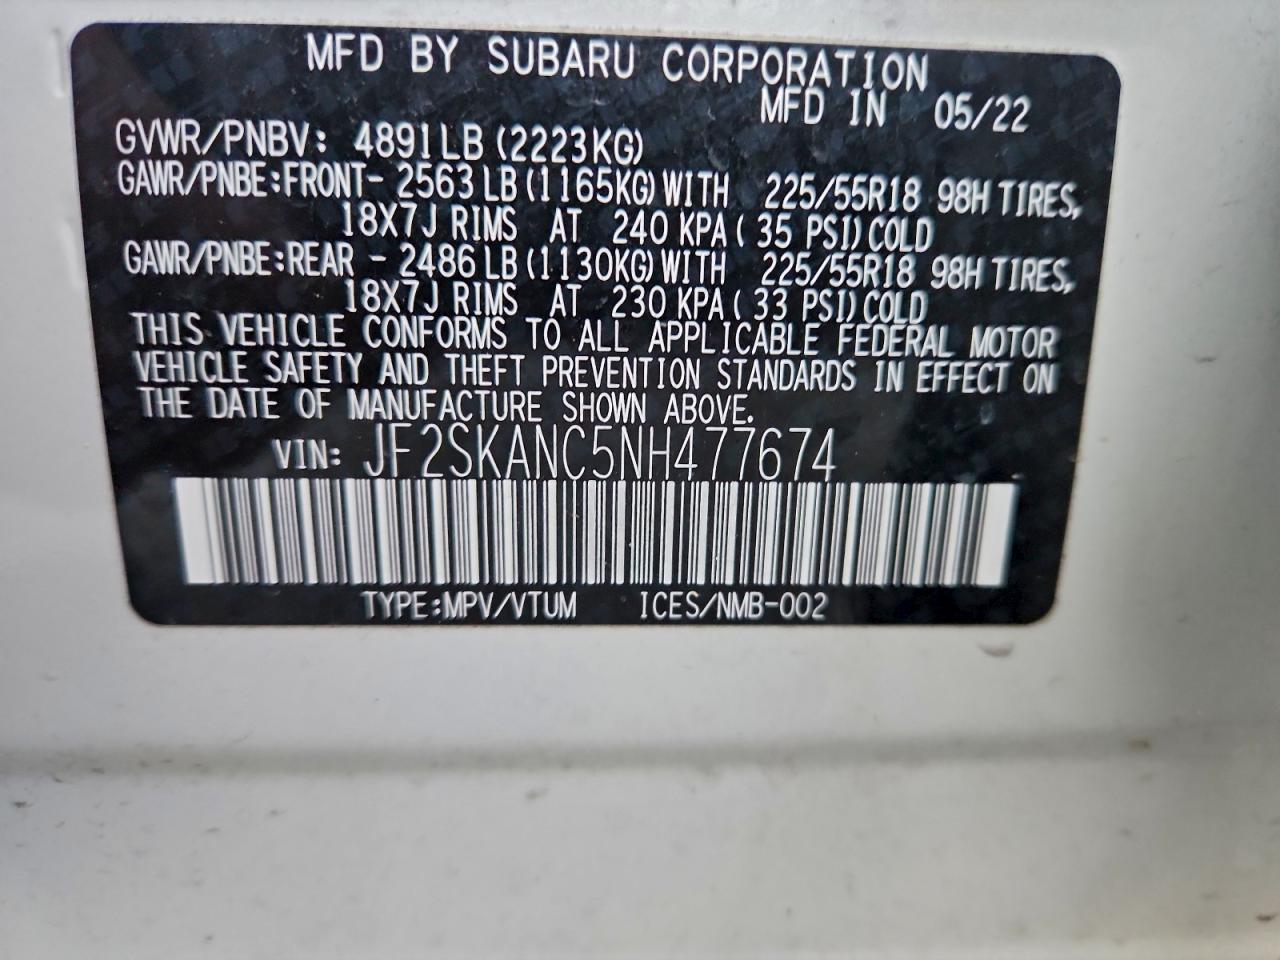 MFD BY SUBARU CORPORATION
MFD IN 05/22
GVWR/PNBV: 4891LB (2223KG)
GAWR/PNBE:FRONT- 2563LB(1165KG)WITH 225/55R18 98H TIRES,
18X7J RIMS AT 240 KPA( 35 PSI)COLD
GAWR/PNBE:REAR - 2486LB(1130KG)WITH 225/55R18 98H TIRES,
18X7J RIMS AT 230 KPA( 33 PSI)COLD
THIS VEHICLE CONFORMS TO ALL APPLICABLE FEDERAL MOTOR
VEHICLE SAFETY AND THEFT PREVENTION STANDARDS IN EFFECT ON
THE DATE OF MANUFACTURE SHOWN ABOVE.
VIN: JF2SKANC5NH477674
TYPE:MPV/VTUM ICES/NMB-002